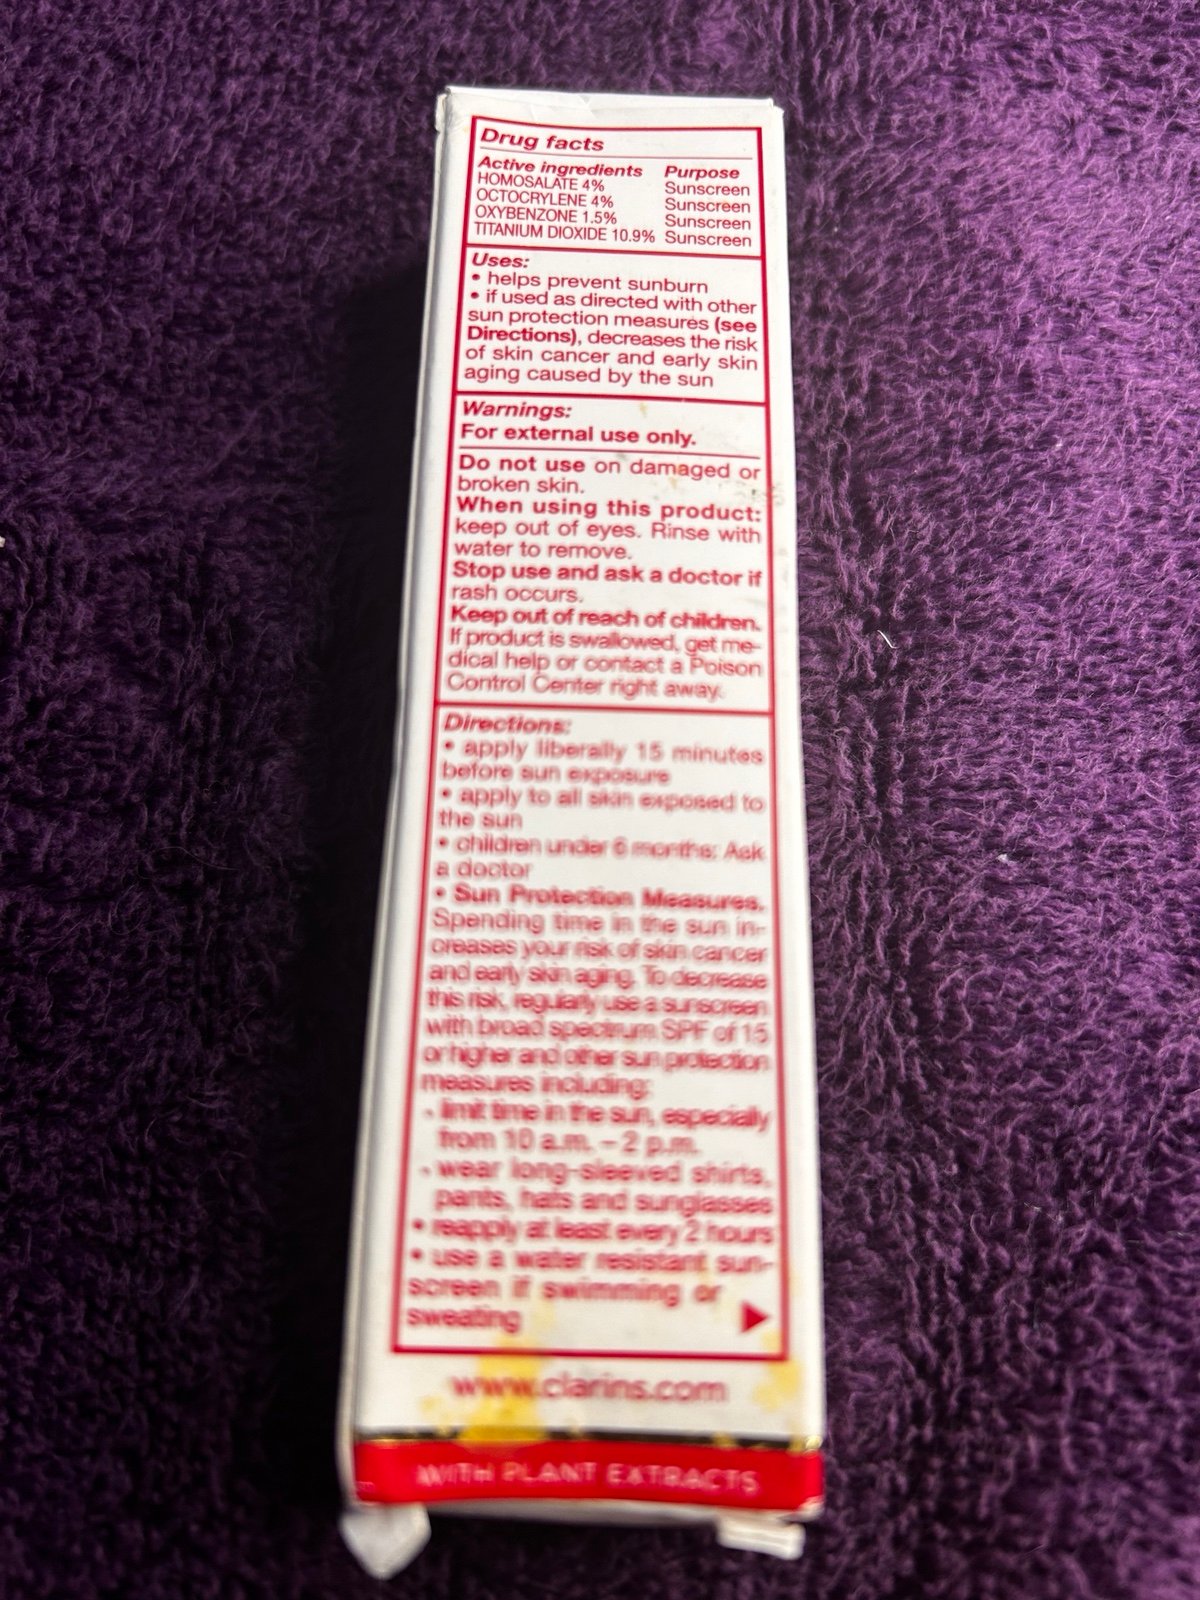 Drug facts
Active ingredients Purpose
HOMOSALATE 4% Sunscreen
OCTOCRYLENE 4% Sunscreen
OXYBENZONE 1.5% Sunscreen
TITANIUM DIOXIDE 10.9% Sunscreen
Uses:
• helps prevent sunburn
• if used as directed with other
sun protection measures (see
Directions), decreases the risk
of skin cancer and early skin
aging caused by the sun
Warnings:
For external use only.
Do not use on damaged or
broken skin.
When using this product:
keep out of eyes. Rinse with
water to remove.
Stop use and ask a doctor if
rash occurs.
Keep out of reach of children.
If product is swallowed, get me-
dical help or contact a Poison
Control Center right away.
Directions:
• apply liberally 15 minutes
before sun exposure
• apply to all skin exposed to
the sun
• children under 6 months: Ask
a doctor
• Sun Protection Measures.
Spending time in the sun in-
creases your risk of skin cancer
and early skin aging. To decrease
this risk, regularly use a sunscreen
with broad spectrum SPF of 15
or higher and other sun protection
measures including:
- limit time in the sun, especially
from 10 a.m. – 2 p.m.
- wear long-sleeved shirts,
pants, hats and sunglasses
• reapply at least every 2 hours
• use a water resistant sun-
screen if swimming or
sweating
www.clarins.com
WITH PLANT EXTRACTS